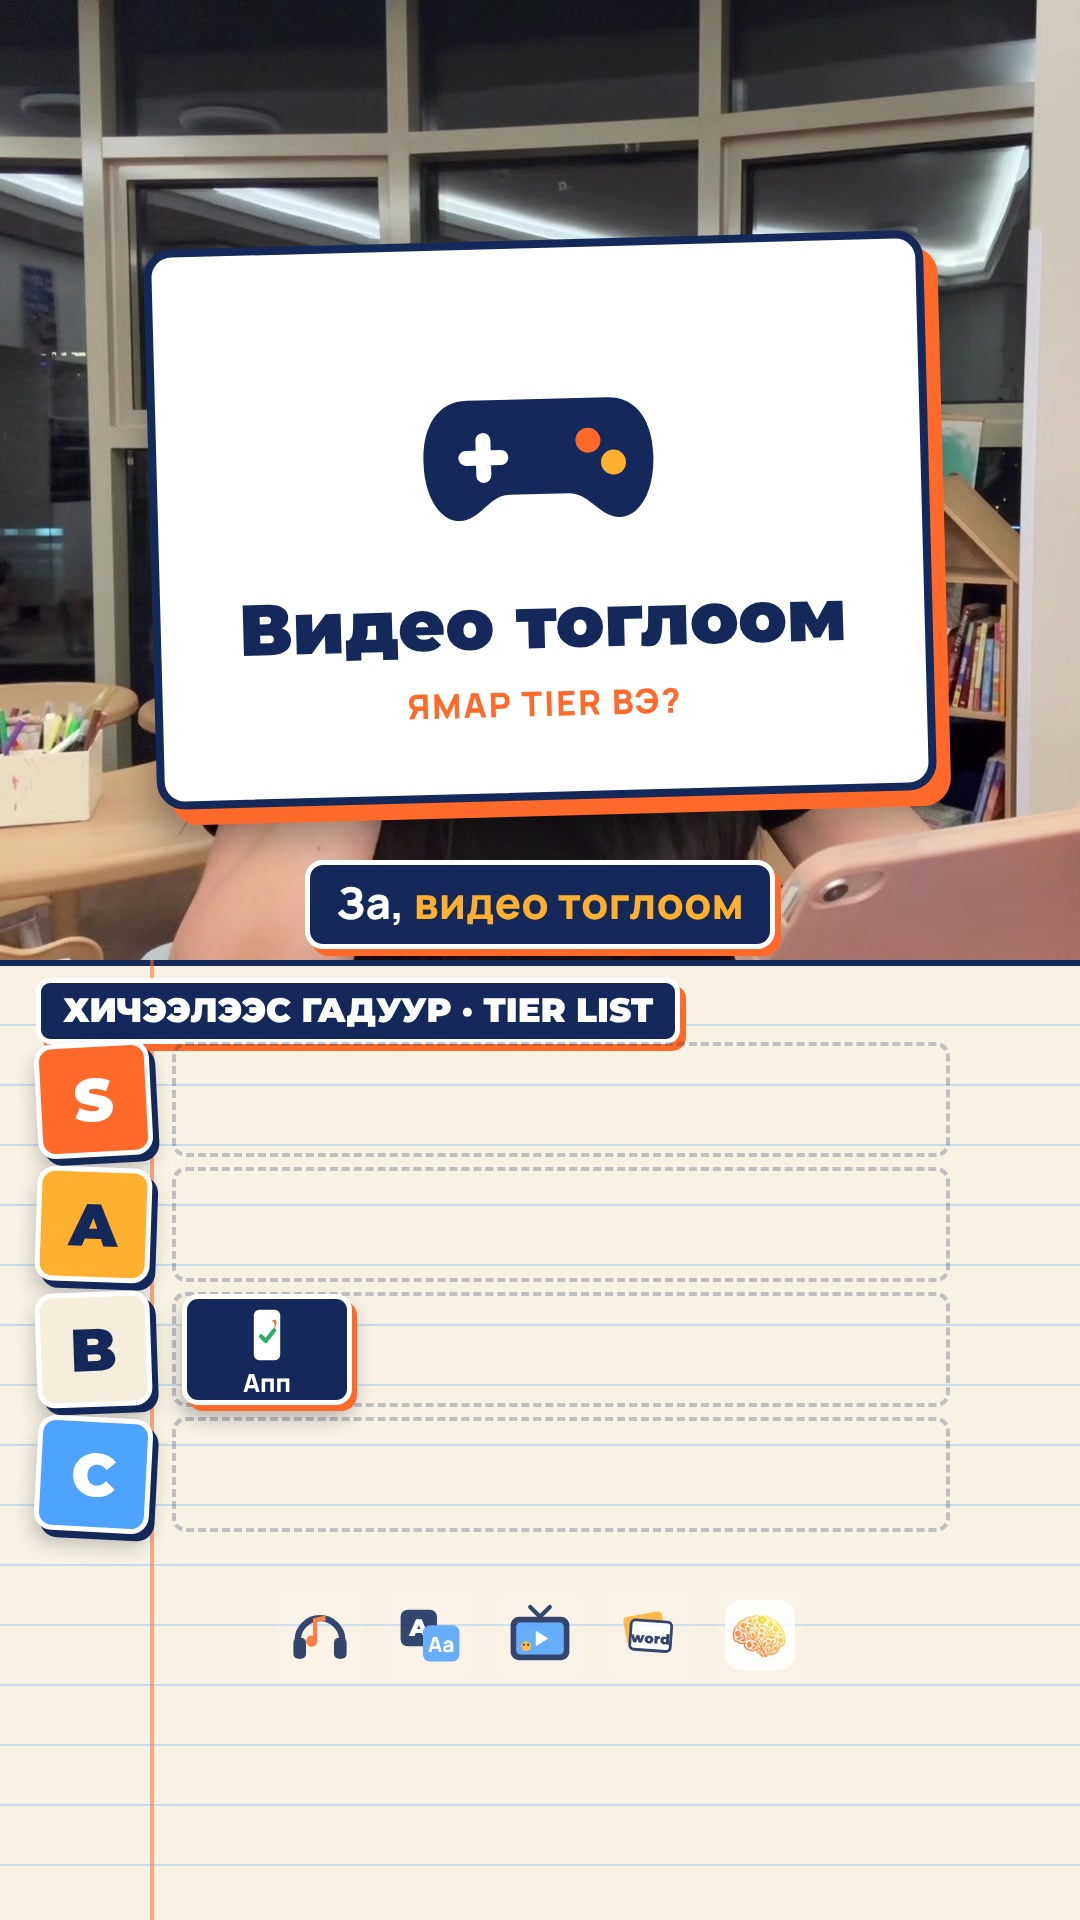 Видео тоглоом
ЯМАР TIER ВЭ?
За, видео тоглоом
ХИЧЭЭЛЭЭС ГАДУУР · TIER LIST
S
A
B
Апп
C
A
Aa
word